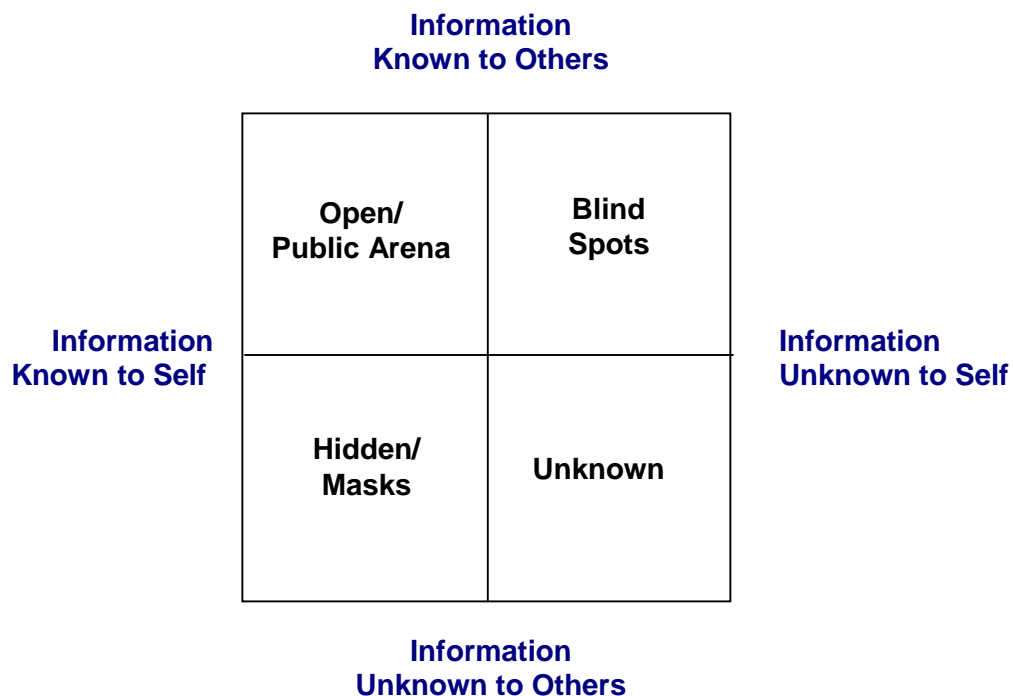 Information
Known to Others
Open/
Public Arena
Blind
Spots
Information
Known to Self
Information
Unknown to Self
Hidden/
Masks
Unknown
Information
Unknown to Others